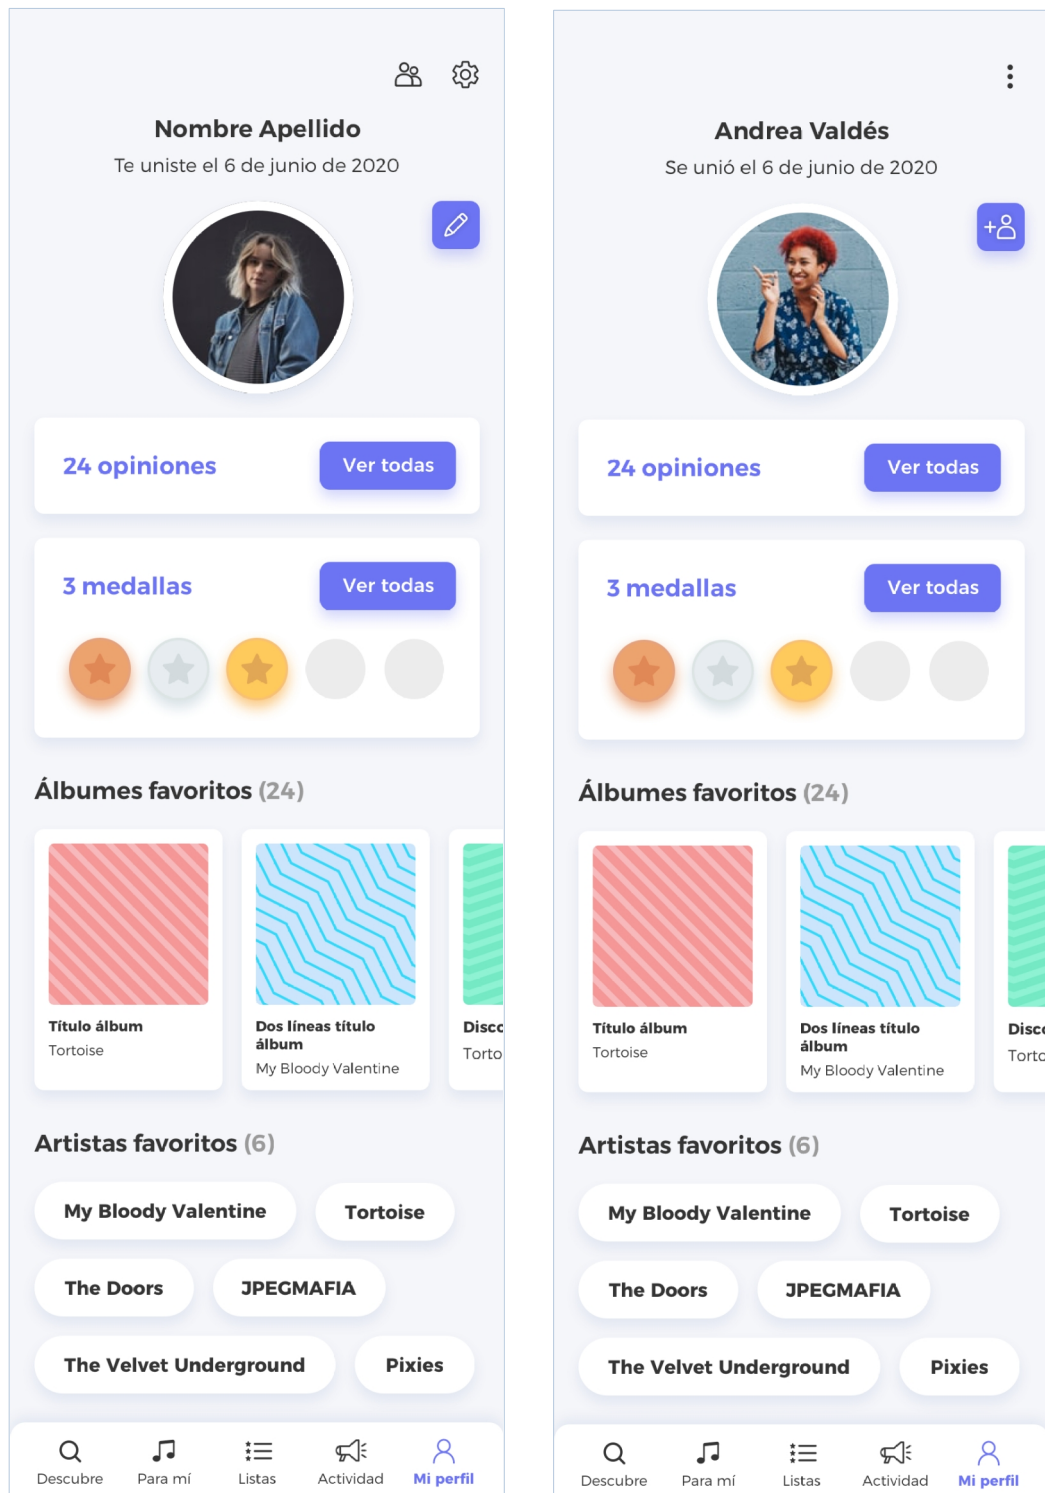 Nombre Apellido
Te uniste el 6 de junio de 2020
24 opiniones
Ver todas
3 medallas
Ver todas
Álbumes favoritos (24)
Título álbum
Tortoise
Dos líneas título
álbum
My Bloody Valentine
Disco
Torto
Artistas favoritos (6)
My Bloody Valentine
Tortoise
The Doors
JPEGMAFIA
The Velvet Underground
Pixies
Descubre
Para mí
Listas
Actividad
Mi perfil
Andrea Valdés
Se unió el 6 de junio de 2020
24 opiniones
Ver todas
3 medallas
Ver todas
Álbumes favoritos (24)
Título álbum
Tortoise
Dos líneas título
álbum
My Bloody Valentine
Disco
Torto
Artistas favoritos (6)
My Bloody Valentine
Tortoise
The Doors
JPEGMAFIA
The Velvet Underground
Pixies
Descubre
Para mí
Listas
Actividad
Mi perfil